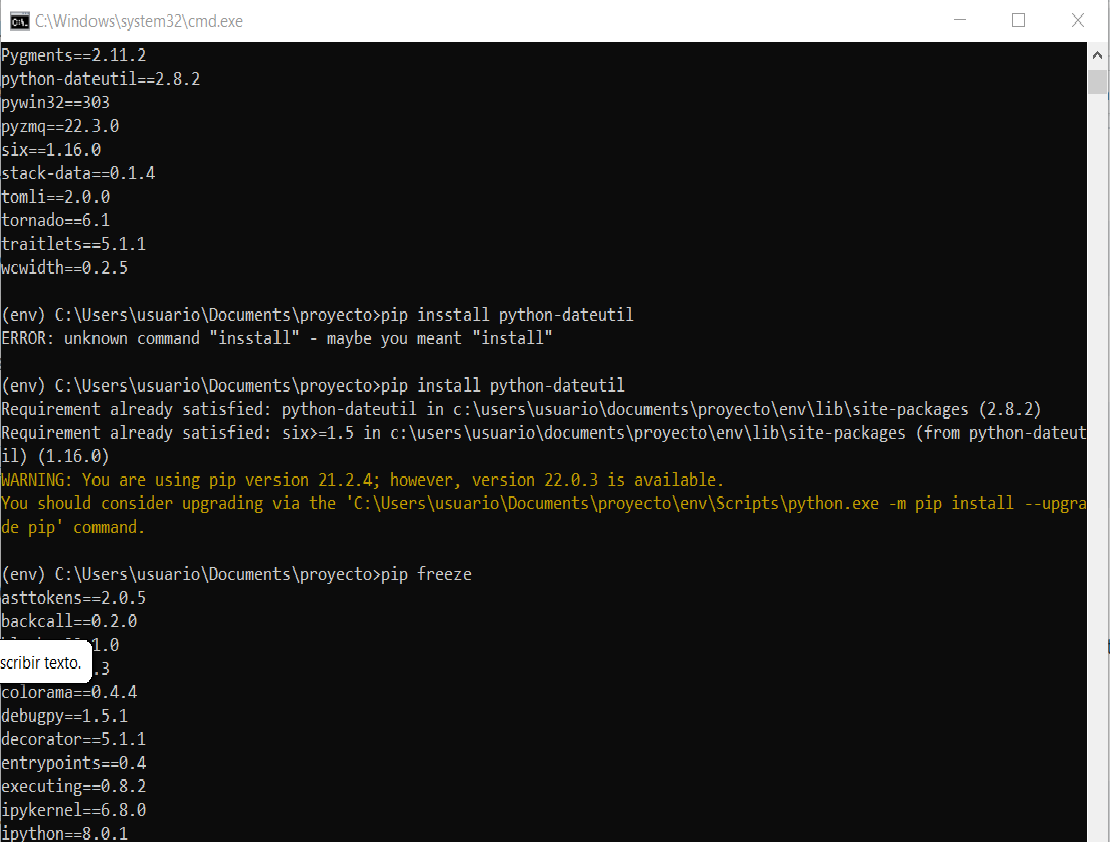 C:\Windows\system32\cmd.exe
Pygments==2.11.2
python-dateutil==2.8.2
pywin32==303
pyzmq==22.3.0
six==1.16.0
stack-data==0.1.4
tomli==2.0.0
tornado==6.1
traitlets==5.1.1
wcwidth==0.2.5
(env) C:\Users\usuario\Documents\proyecto>pip insstall python-dateutil
ERROR: unknown command "insstall" - maybe you meant "install"
(env) C:\Users\usuario\Documents\proyecto>pip install python-dateutil
Requirement already satisfied: python-dateutil in c:\users\usuario\documents\proyecto\env\lib\site-packages (2.8.2)
Requirement already satisfied: six>=1.5 in c:\users\usuario\documents\proyecto\env\lib\site-packages (from python-dateut
il) (1.16.0)
WARNING: You are using pip version 21.2.4; however, version 22.0.3 is available.
You should consider upgrading via the 'C:\Users\usuario\Documents\proyecto\env\Scripts\python.exe -m pip install --upgra
de pip' command.
(env) C:\Users\usuario\Documents\proyecto>pip freeze
asttokens==2.0.5
backcall==0.2.0
1.0
scribir texto. .3
colorama==0.4.4
debugpy==1.5.1
decorator==5.1.1
entrypoints==0.4
executing==0.8.2
ipykernel==6.8.0
ipython==8.0.1